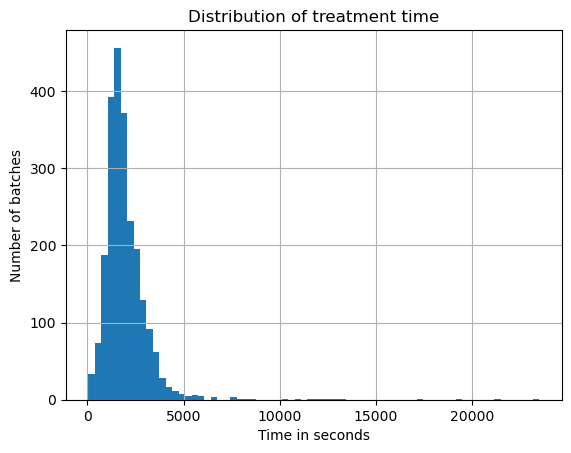 Distribution of treatment time
Number of batches
400
300
200
100
0
0 5000 10000 15000 20000
Time in seconds